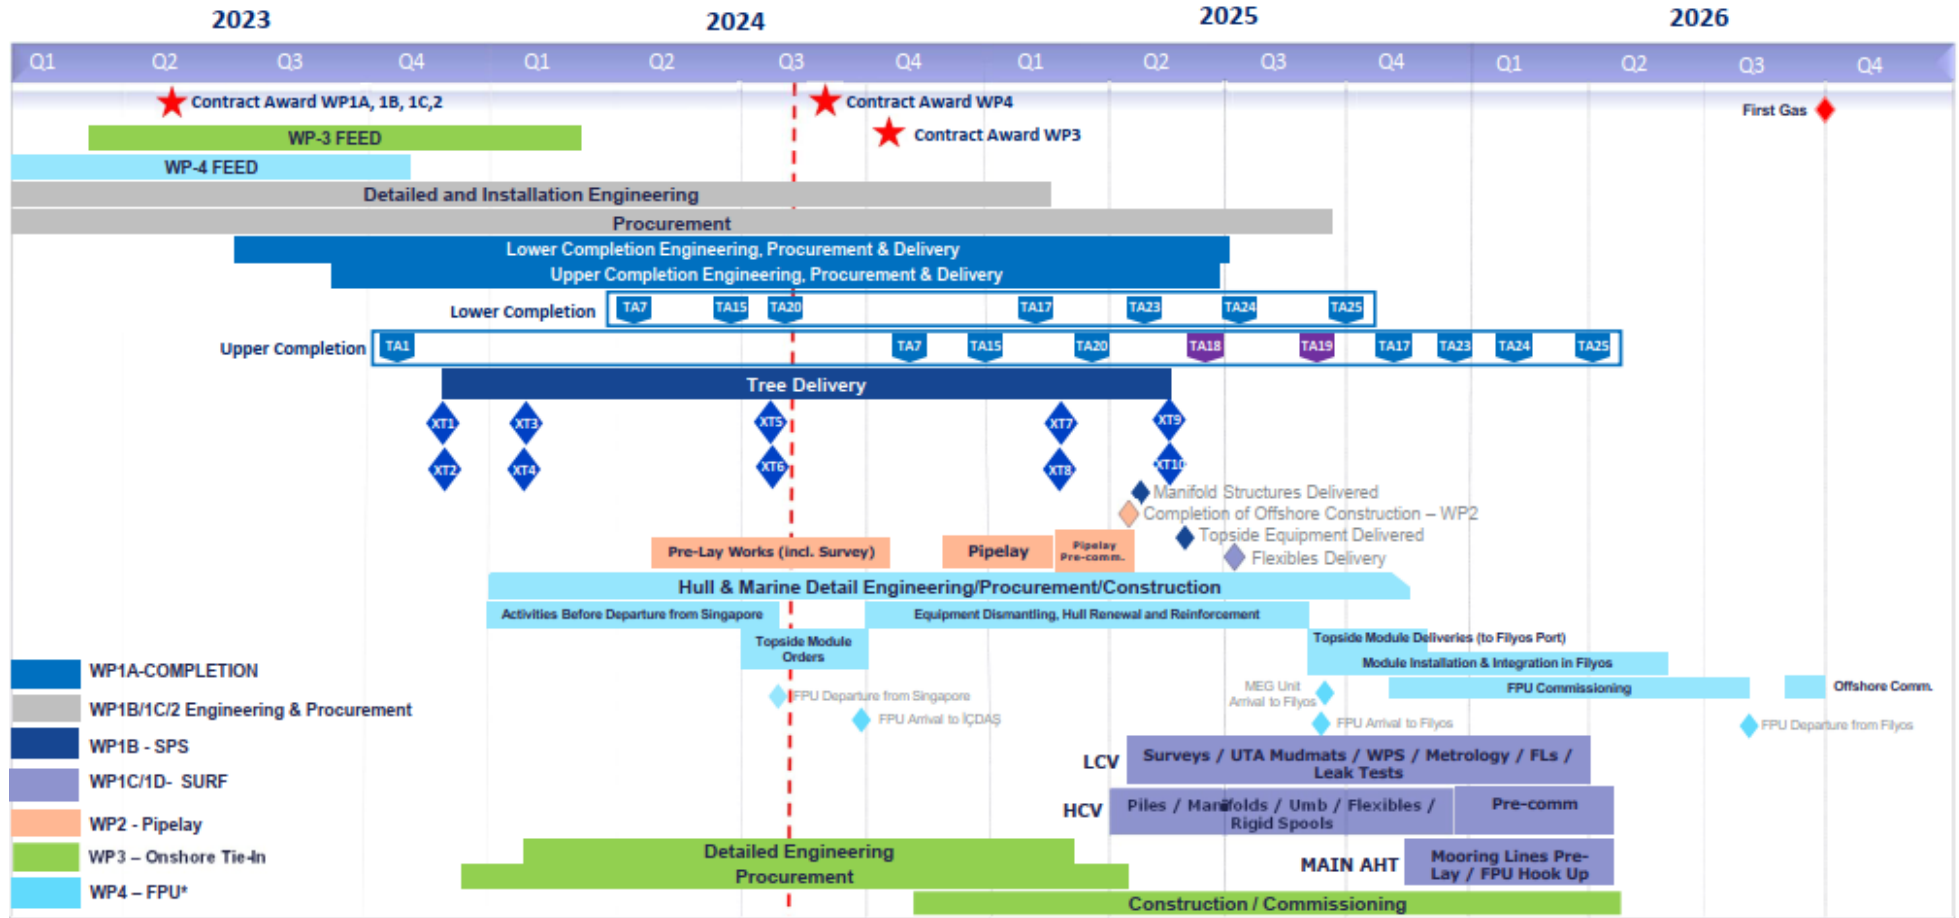 2023
2024
2025
2026
Q1 Q2 Q3 Q4 Q1 Q2 Q3 Q4 Q1 Q2 Q3 Q4 Q1 Q2 Q3 Q4
Contract Award WP1A, 1B, 1C,2
Contract Award WP4
First Gas
Contract Award WP3
WP-3 FEED
WP-4 FEED
Detailed and Installation Engineering
Procurement
Lower Completion Engineering, Procurement & Delivery
Upper Completion Engineering, Procurement & Delivery
Lower Completion
TA7 TA15 TA20 TA17 TA23 TA24 TA25
Upper Completion
TA1 TA7 TA15 TA20 TA18 TA19 TA17 TA23 TA24 TA25
Tree Delivery
XT1 XT3 XT5 XT7 XT9
XT2 XT4 XT6 XT8 XT10
Manifold Structures Delivered
Completion of Offshore Construction – WP2
Topside Equipment Delivered
Flexibles Delivery
Pre-Lay Works (incl. Survey)
Pipelay
Pipelay
Pre-comm.
Hull & Marine Detail Engineering/Procurement/Construction
Activities Before Departure from Singapore
Equipment Dismantling, Hull Renewal and Reinforcement
Topside Module
Orders
Topside Module Deliveries (to Filyos Port)
Module Installation & Integration in Filyos
FPU Commissioning
Offshore Comm.
FPU Departure from Singapore
FPU Arrival to İÇDAŞ
MEG Unit
Arrival to Filyos
FPU Arrival to Filyos
FPU Departure from Filyos
LCV
Surveys / UTA Mudmats / WPS / Metrology / FLs /
Leak Tests
HCV
Piles / Manifolds / Umb / Flexibles /
Rigid Spools
Pre-comm
MAIN AHT
Mooring Lines Pre-
Lay / FPU Hook Up
Detailed Engineering
Procurement
Construction / Commissioning
WP1A-COMPLETION
WP1B/1C/2 Engineering & Procurement
WP1B - SPS
WP1C/1D- SURF
WP2 - Pipelay
WP3 – Onshore Tie-In
WP4 – FPU*